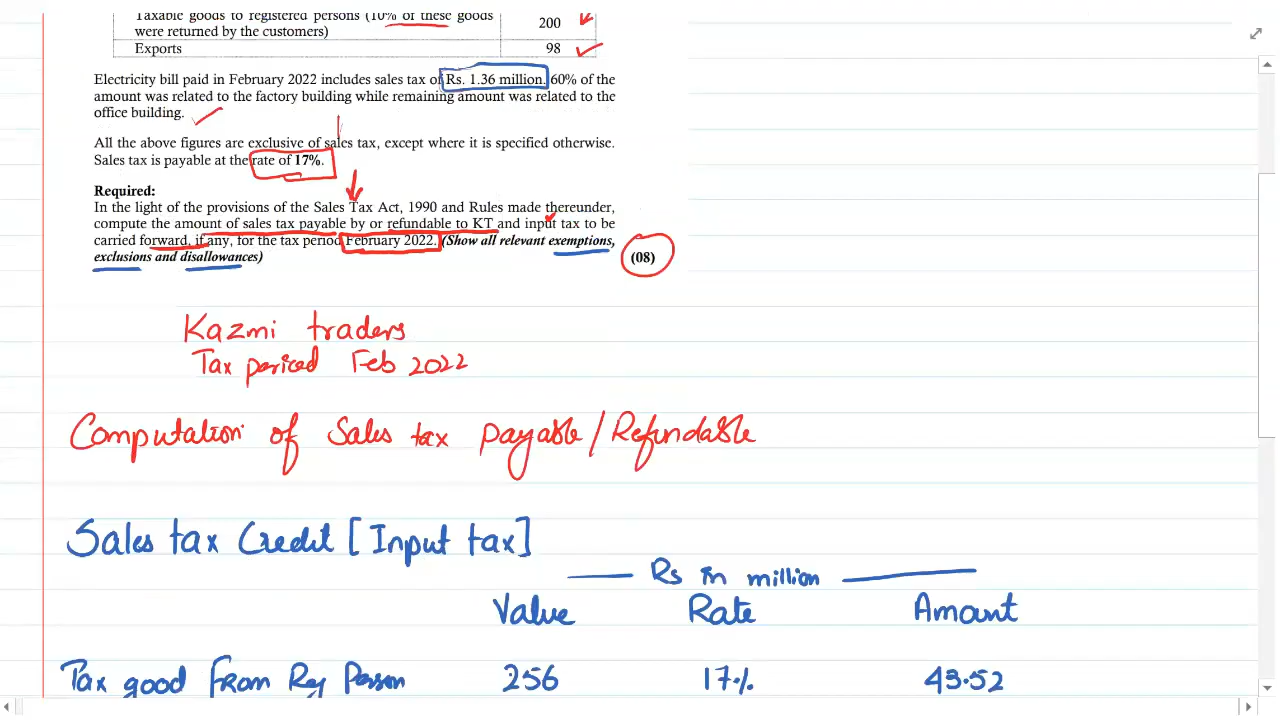 Taxable goods to registered persons (10% of these goods were returned by the customers) 200
Exports 98
Electricity bill paid in February 2022 includes sales tax of Rs. 1.36 million. 60% of the
amount was related to the factory building while remaining amount was related to the
office building.
All the above figures are exclusive of sales tax, except where it is specified otherwise.
Sales tax is payable at the rate of 17%.
Required:
In the light of the provisions of the Sales Tax Act, 1990 and Rules made thereunder,
compute the amount of sales tax payable by or refundable to KT and input tax to be
carried forward, if any, for the tax period February 2022. (Show all relevant exemptions,
exclusions and disallowances) (08)
Kazmi traders
Tax period Feb 2022
Computation of Sales tax Payable/Refundable
Sales tax Credit [Input tax]
Rs in million
Value Rate Amount
Tax good From Reg Person 256 17% 43.52